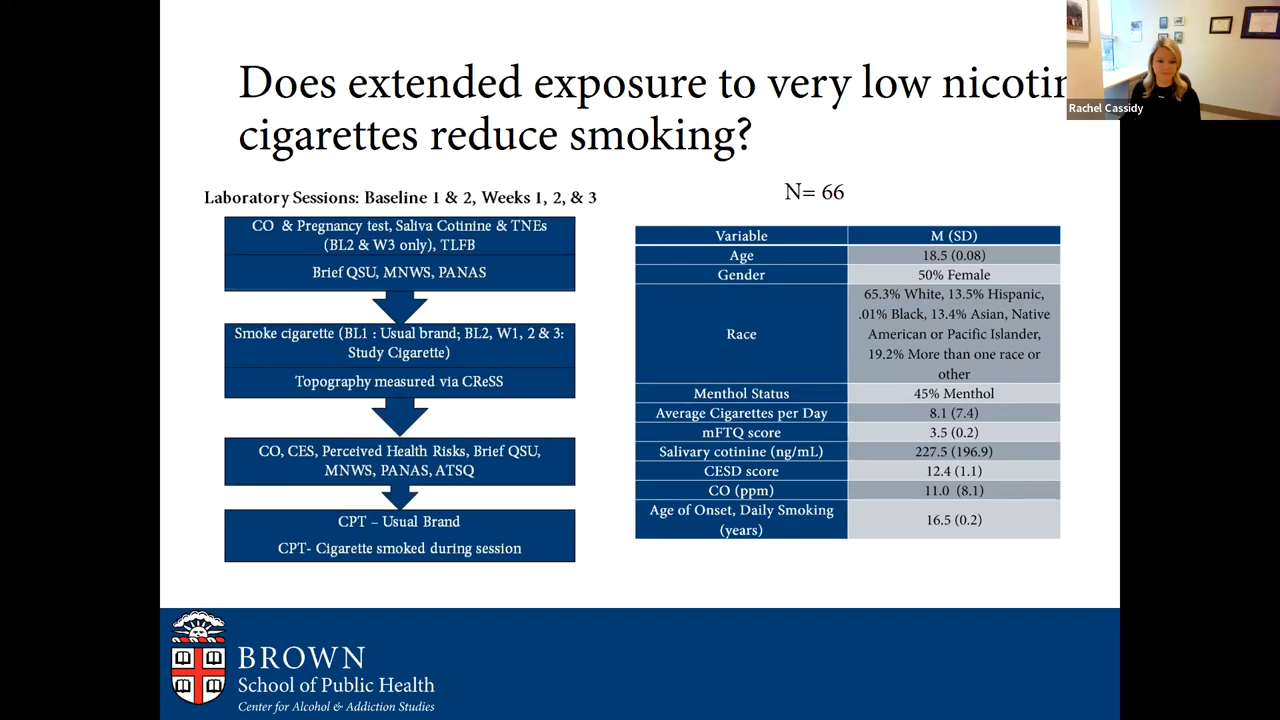 Does extended exposure to very low nicotin
cigarettes reduce smoking?
Rachel Cassidy
Laboratory Sessions: Baseline 1 & 2, Weeks 1, 2, & 3
CO & Pregnancy test, Saliva Cotinine & TNEs
(BL2 & W3 only), TLFB
Brief QSU, MNWS, PANAS
Smoke cigarette (BL1 : Usual brand; BL2, W1, 2 & 3:
Study Cigarette)
Topography measured via CReSS
CO, CES, Perceived Health Risks, Brief QSU,
MNWS, PANAS, ATSQ
CPT – Usual Brand
CPT- Cigarette smoked during session
N= 66
Variable M (SD)
Age 18.5 (0.08)
Gender 50% Female
Race
65.3% White, 13.5% Hispanic,
.01% Black, 13.4% Asian, Native
American or Pacific Islander,
19.2% More than one race or
other
Menthol Status 45% Menthol
Average Cigarettes per Day 8.1 (7.4)
mFTQ score 3.5 (0.2)
Salivary cotinine (ng/mL) 227.5 (196.9)
CESD score 12.4 (1.1)
CO (ppm) 11.0 (8.1)
Age of Onset, Daily Smoking
(years)
16.5 (0.2)
BROWN
School of Public Health
Center for Alcohol & Addiction Studies